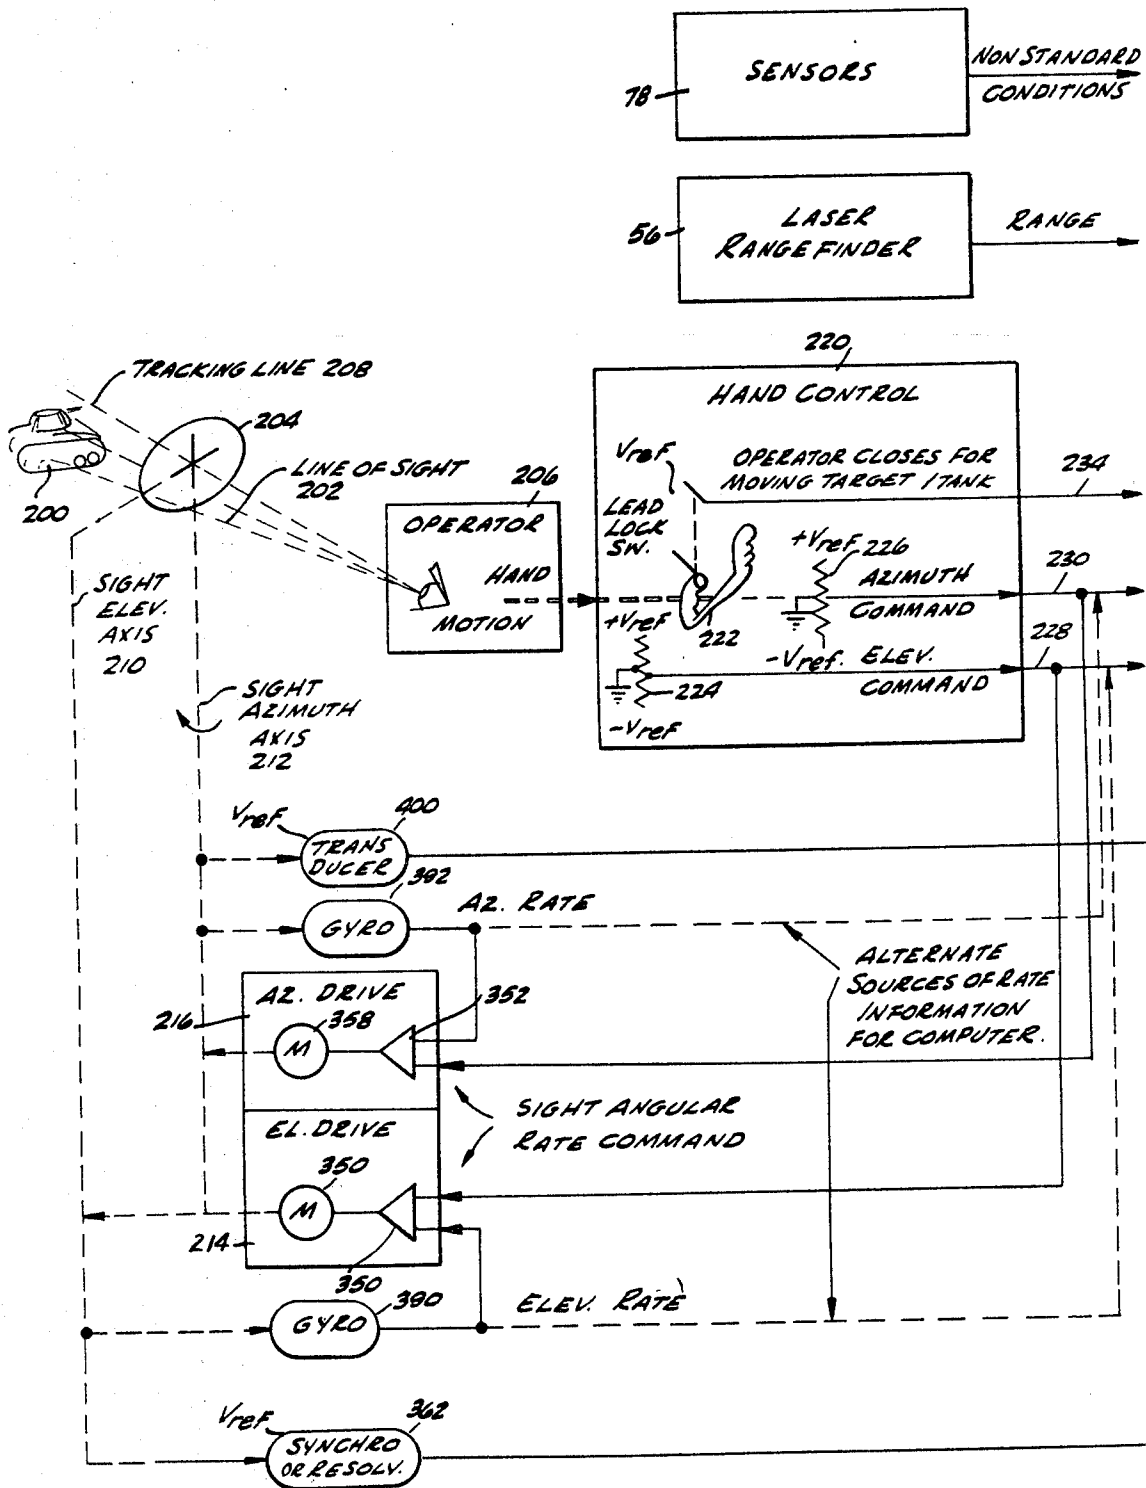 SENSORS
NON STANDARD
CONDITIONS
78
LASER
RANGEFINDER
RANGE
56
TRACKING LINE 208
204
LINE OF SIGHT
202
200
206
OPERATOR
HAND
MOTION
220
HAND CONTROL
Vref
OPERATOR CLOSES FOR
MOVING TARGET / TANK
234
LEAD
LOCK
SW.
+Vref
226
AZIMUTH
COMMAND
230
222
+Vref
-Vref.
ELEV.
COMMAND
228
224
-Vref
SIGHT
ELEV.
AXIS
210
SIGHT
AZIMUTH
AXIS
212
Vref
400
TRANS
DUCER
392
GYRO
AZ. RATE
ALTERNATE
SOURCES OF RATE
INFORMATION
FOR COMPUTER.
AZ. DRIVE
216
358
M
352
SIGHT ANGULAR
RATE COMMAND
EL. DRIVE
350
M
214
350
390
GYRO
ELEV. RATE
Vref
362
SYNCHRO
OR RESOLV.